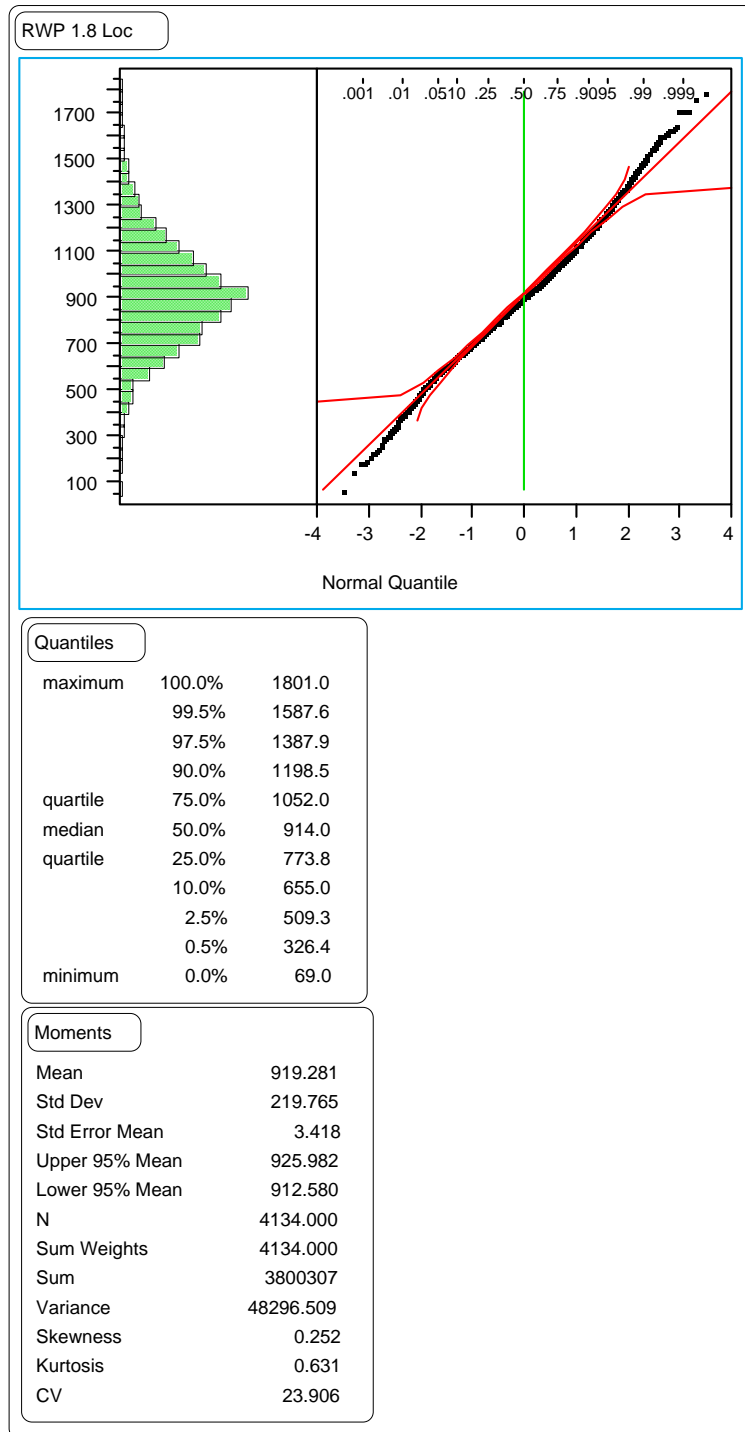 RWP 1.8 Loc
.001 .01 .05.10 .25 .50 .75 .9095 .99 .999
1700
1500
1300
1100
900
700
500
300
100
-4 -3 -2 -1 0 1 2 3 4
Normal Quantile
Quantiles
maximum 100.0% 1801.0
99.5% 1587.6
97.5% 1387.9
90.0% 1198.5
quartile 75.0% 1052.0
median 50.0% 914.0
quartile 25.0% 773.8
10.0% 655.0
2.5% 509.3
0.5% 326.4
minimum 0.0% 69.0
Moments
Mean 919.281
Std Dev 219.765
Std Error Mean 3.418
Upper 95% Mean 925.982
Lower 95% Mean 912.580
N 4134.000
Sum Weights 4134.000
Sum 3800307
Variance 48296.509
Skewness 0.252
Kurtosis 0.631
CV 23.906